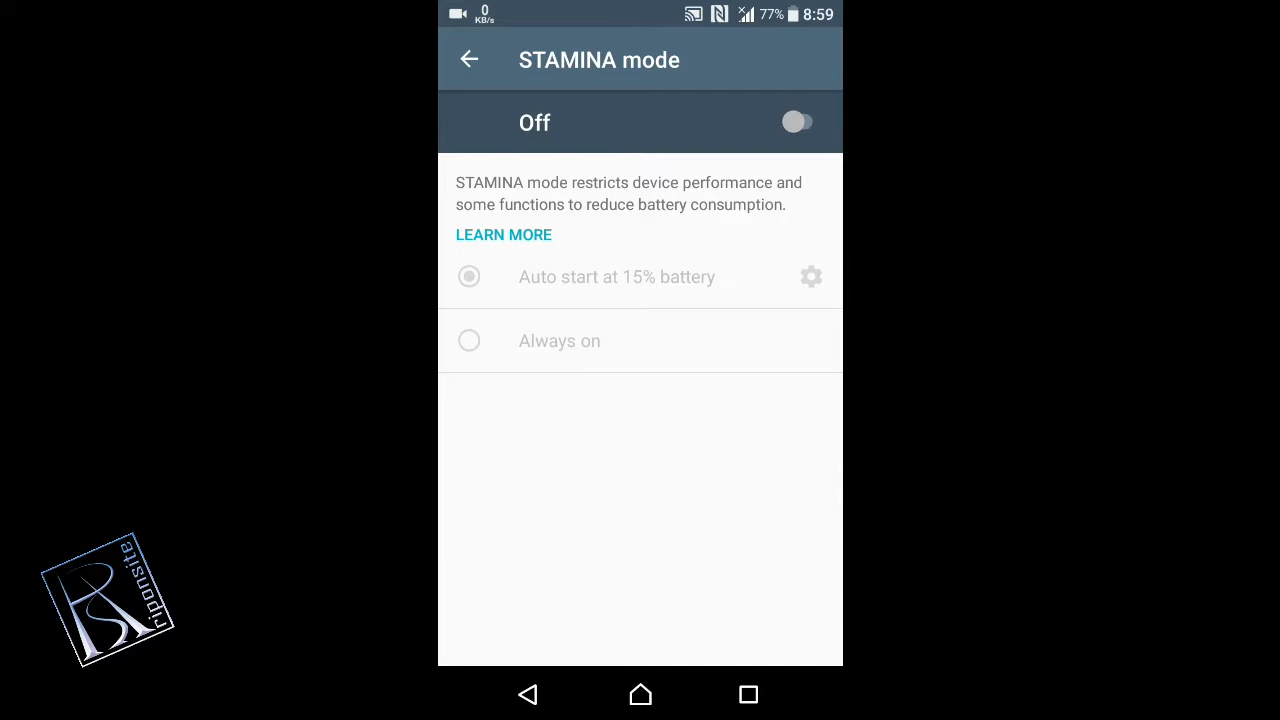 0
KB/s
77% 8:59
STAMINA mode
Off
STAMINA mode restricts device performance and
some functions to reduce battery consumption.
LEARN MORE
Auto start at 15% battery
Always on
riponsite
RS